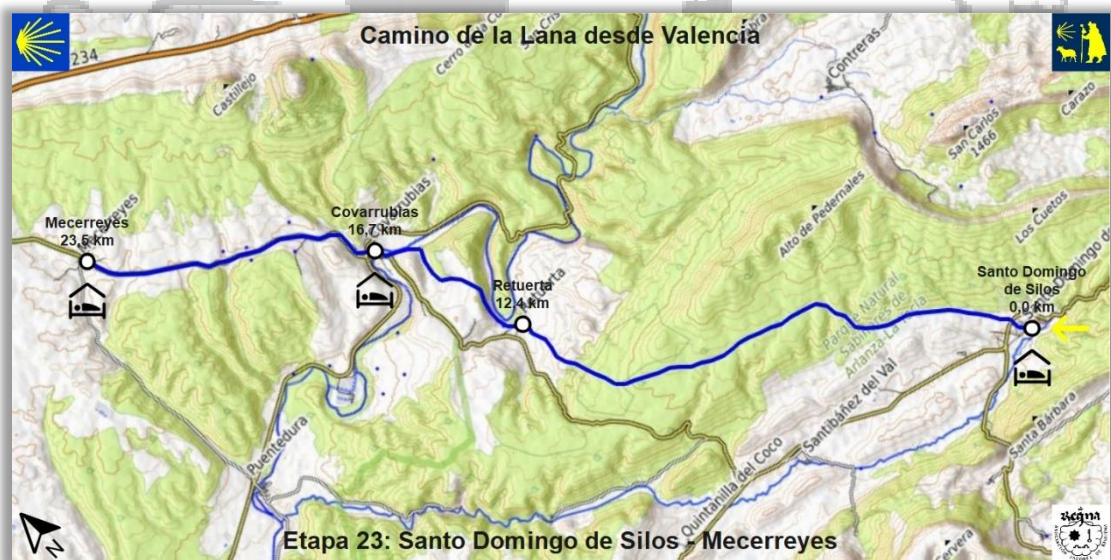 Camino de la Lana desde Valencia
234
Castillejo
Contreras
San Carlos
1466
Carazo
Los Cuetos
Alto de Pedernales
Mecerreyes
23,5 km
Covarrubias
16,7 km
Covarrubias
Retuerta
12,4 km
Santo Domingo
de Silos
0,0 km
Parque Natural
Sabinares de
Arlanza-La
Santibáñez del Val
Quintanilla del Coco
Santa Bárbara
Puentedura
N
Etapa 23: Santo Domingo de Silos - Mecerreyes